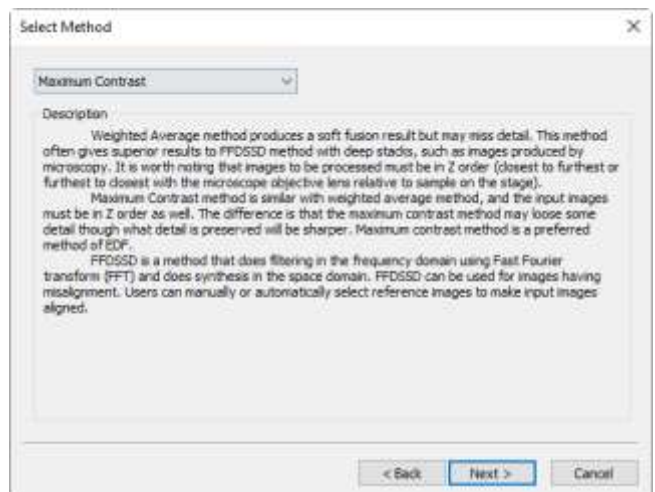 Select Method
Maximum Contrast
Description
Weighted Average method produces a soft fusion result but may miss detail. This method
often gives superior results to FFDSSD method with deep stacks, such as images produced by
microscopy. It is worth noting that images to be processed must be in Z order (closest to furthest or
furthest to closest with the microscope objective lens relative to sample on the stage).
Maximum Contrast method is similar with weighted average method, and the input images
must be in Z order as well. The difference is that the maximum contrast method may loose some
detail though what detail is preserved will be sharper. Maximum contrast method is a preferred
method of EDF.
FFDSSD is a method that does filtering in the frequency domain using Fast Fourier
transform (FFT) and does synthesis in the space domain. FFDSSD can be used for images having
misalignment. Users can manually or automatically select reference images to make input images
aligned.
< Back Next > Cancel